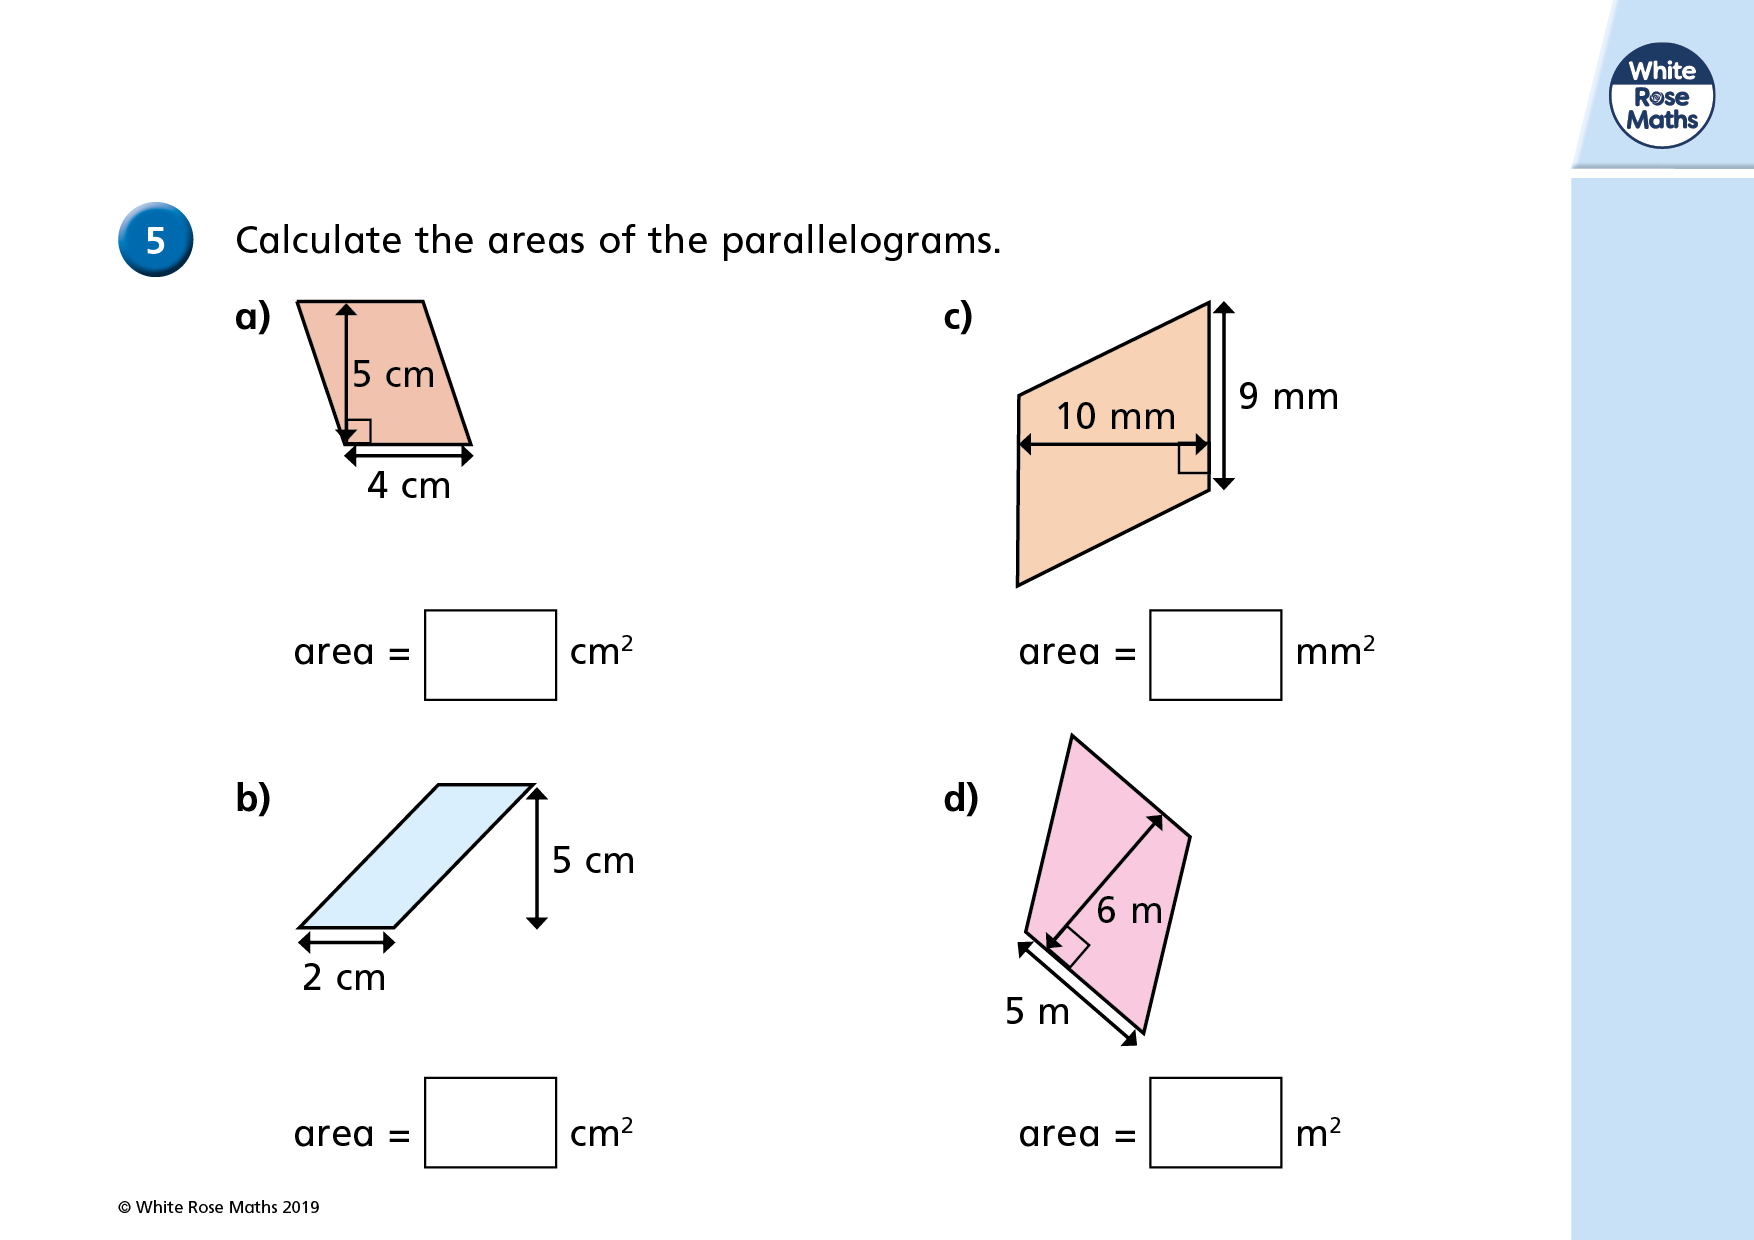 White
Rose
Maths
5 Calculate the areas of the parallelograms.
a)
5 cm
4 cm
area = cm²
b)
5 cm
2 cm
area = cm²
c)
9 mm
10 mm
area = mm²
d)
6 m
5 m
area = m²
© White Rose Maths 2019